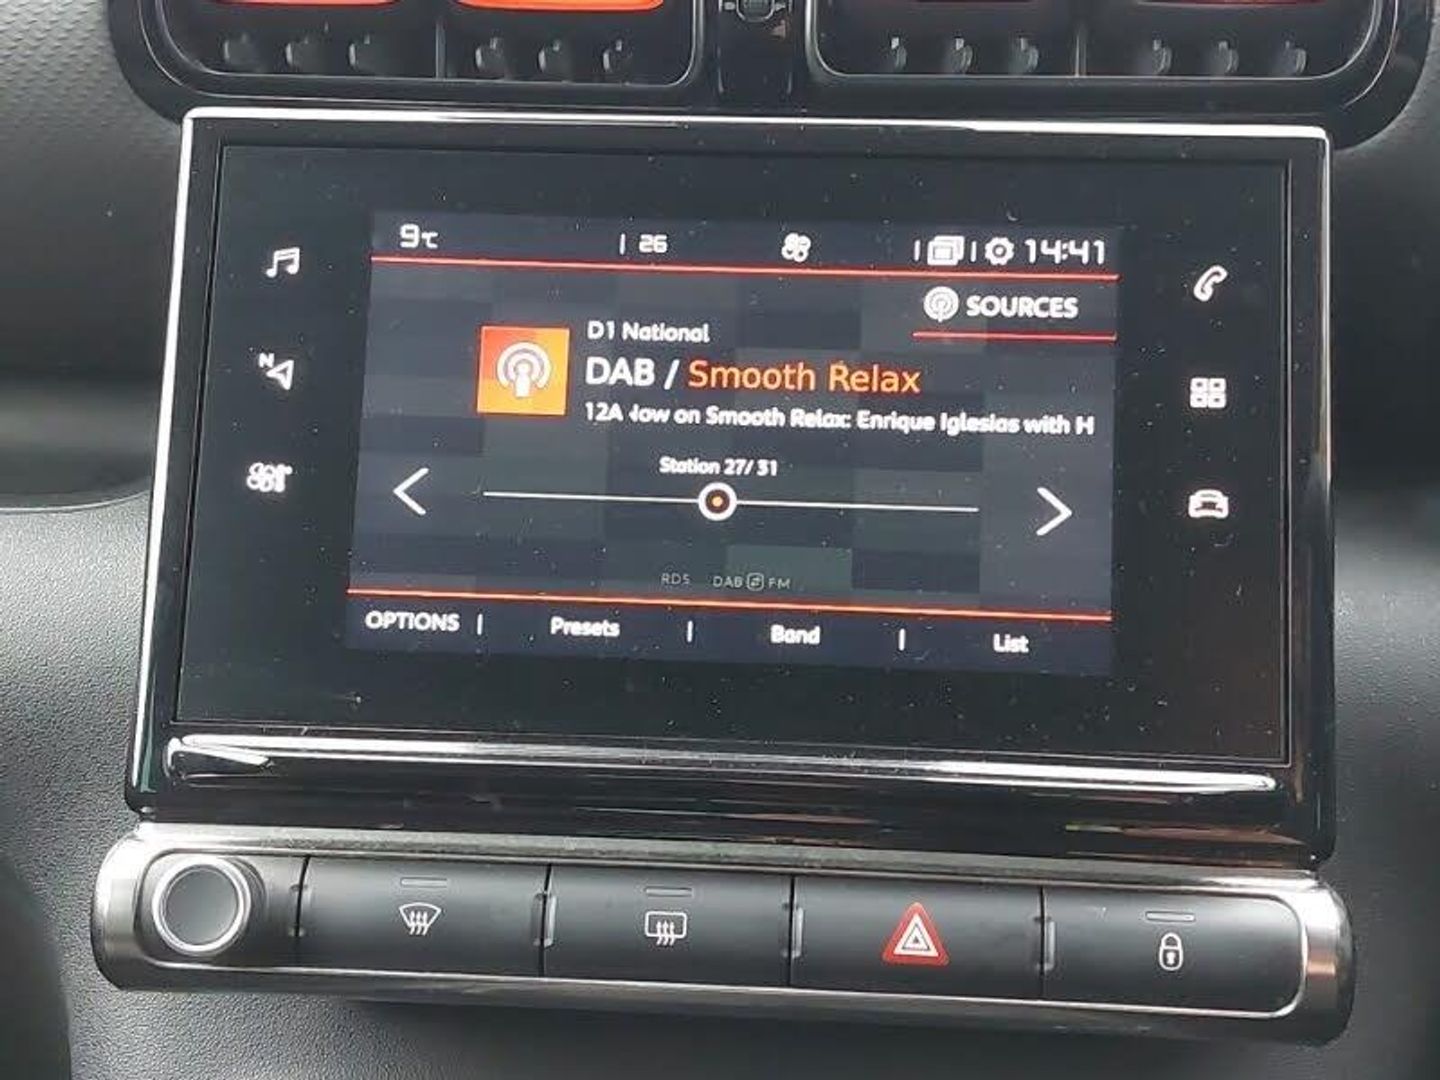 9°C | 26 14:41
SOURCES
D1 National
DAB / Smooth Relax
12A low on Smooth Relax: Enrique Iglesias with H
Station 27/ 31
RDS DAB FM
OPTIONS | Presets | Band | List
N